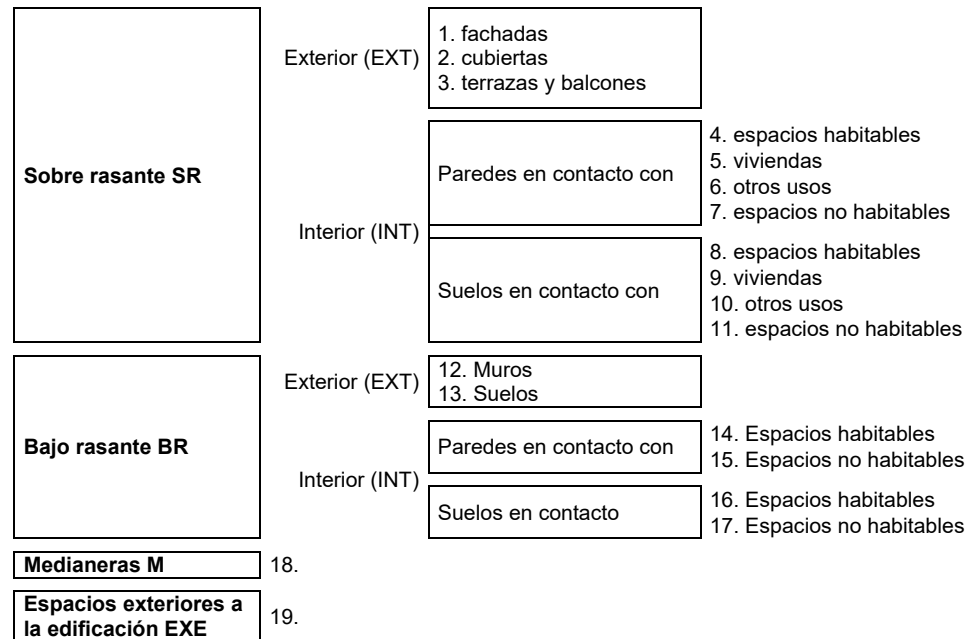 Sobre rasante SR
Exterior (EXT)
1. fachadas
2. cubiertas
3. terrazas y balcones
Interior (INT)
Paredes en contacto con
4. espacios habitables
5. viviendas
6. otros usos
7. espacios no habitables
Suelos en contacto con
8. espacios habitables
9. viviendas
10. otros usos
11. espacios no habitables
Bajo rasante BR
Exterior (EXT)
12. Muros
13. Suelos
Interior (INT)
Paredes en contacto con
14. Espacios habitables
15. Espacios no habitables
Suelos en contacto
16. Espacios habitables
17. Espacios no habitables
Medianeras M
18.
Espacios exteriores a
la edificación EXE
19.